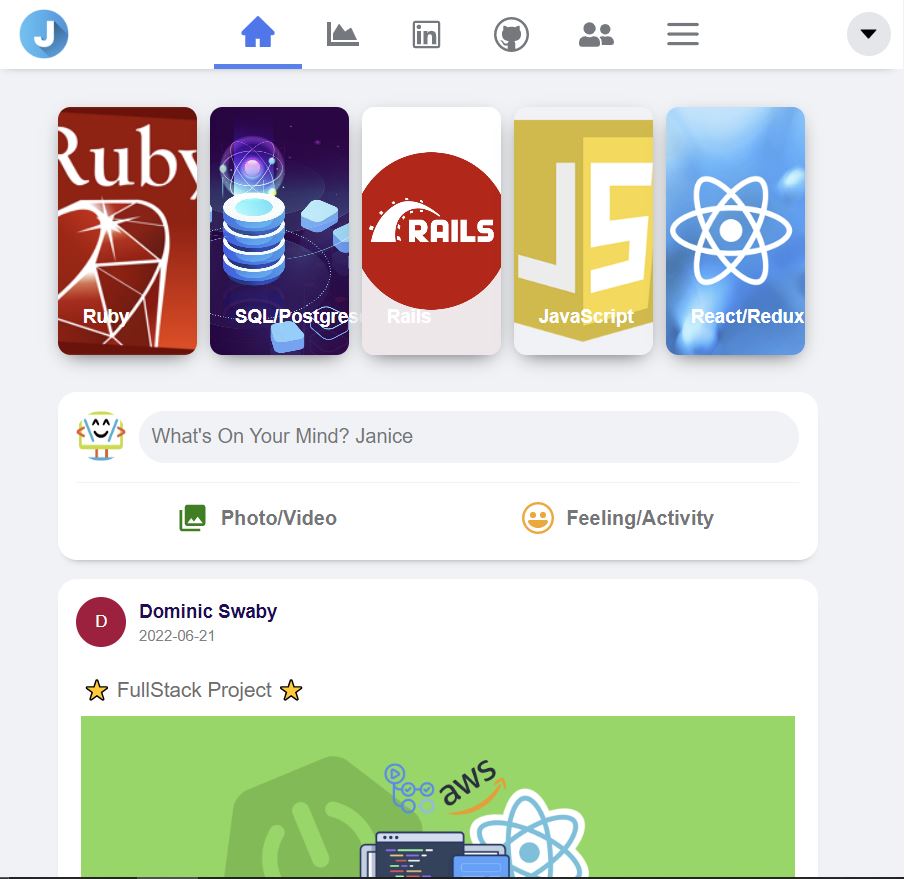 J
in
Ruby
RAILS
JS
Ruby
SQL/Postgres
Rails
JavaScript
React/Redux
What's On Your Mind? Janice
Photo/Video
Feeling/Activity
D
Dominic Swaby
2022-06-21
FullStack Project
aws